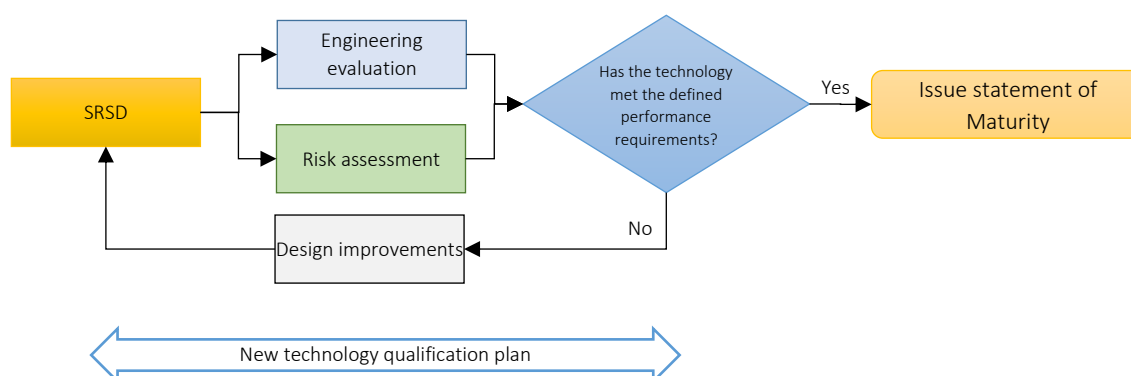 Engineering
evaluation
SRSD
Risk assessment
Has the technology
met the defined
performance
requirements?
Yes
Issue statement of
Maturity
No
Design improvements
New technology qualification plan